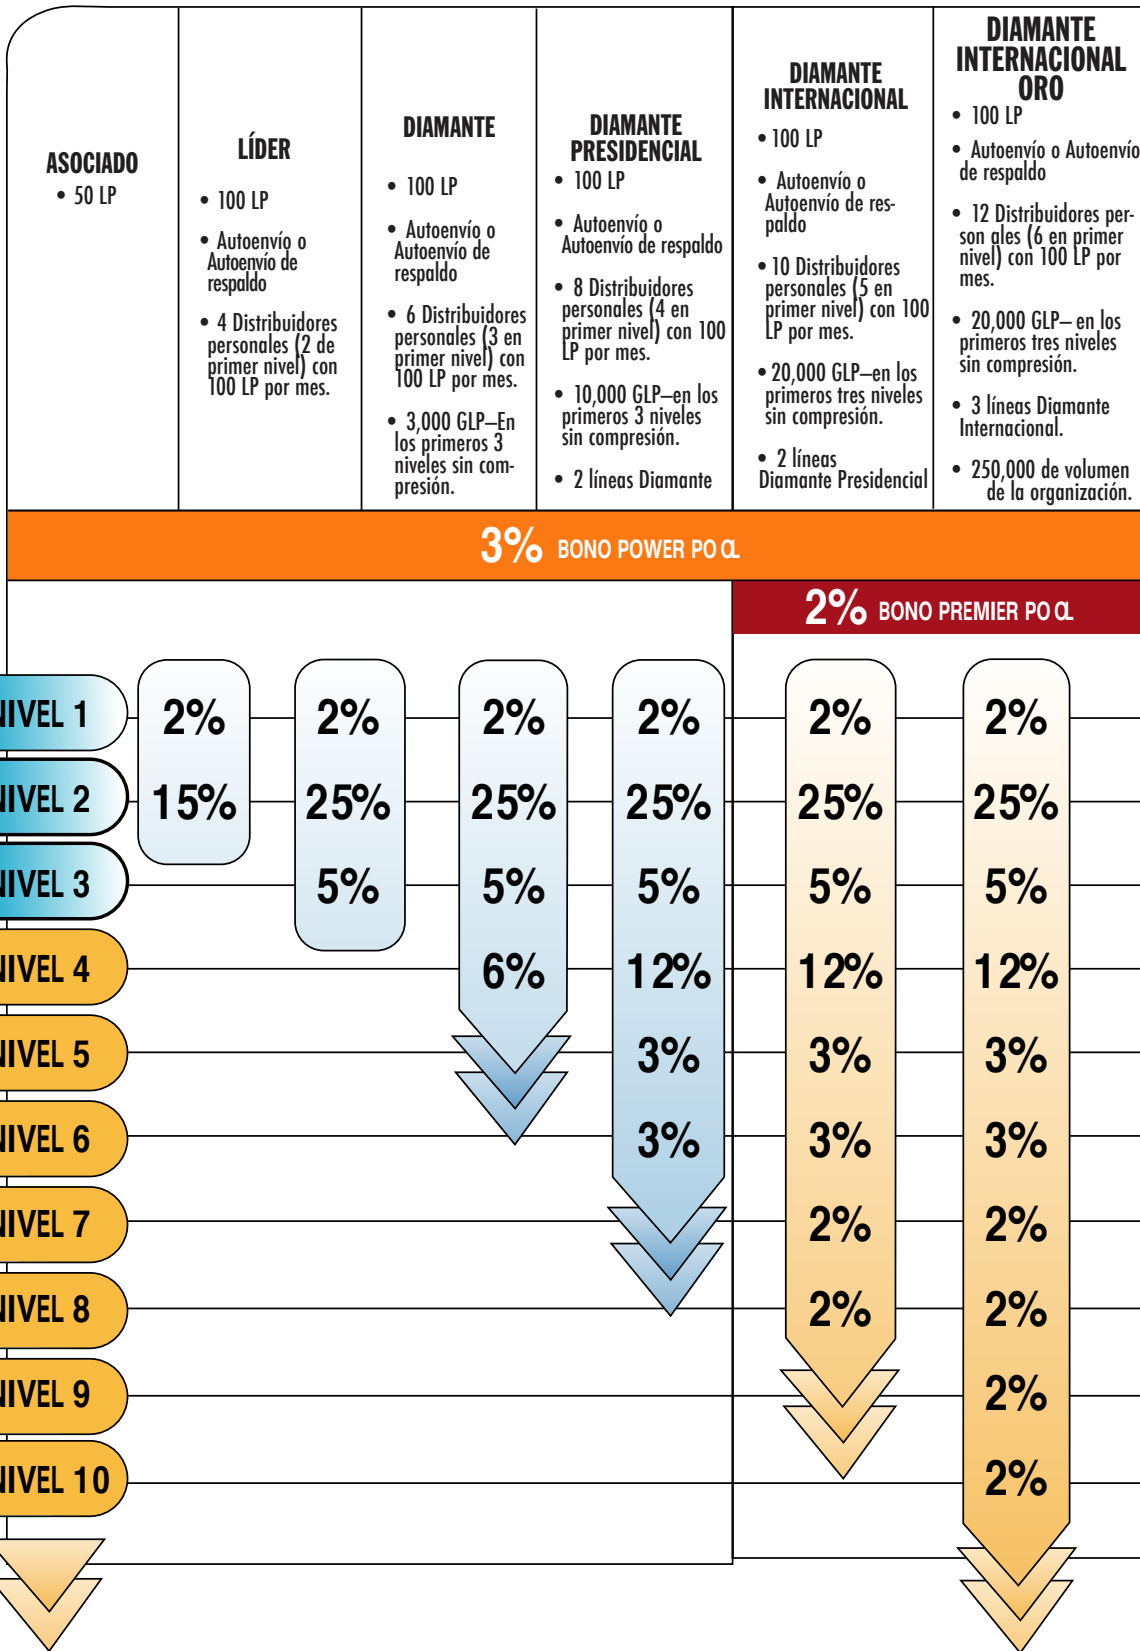 ASOCIADO
• 50 LP
LÍDER
• 100 LP
• Autoenvío o
Autoenvío de
respaldo
• 4 Distribuidores
personales (2 de
primer nivel) con
100 LP por mes.
DIAMANTE
• 100 LP
• Autoenvío o
Autoenvío de
respaldo
• 6 Distribuidores
personales (3 en
primer nivel) con
100 LP por mes.
• 3,000 GLP–En
los primeros 3
niveles sin com-
presión.
DIAMANTE
PRESIDENCIAL
• 100 LP
• Autoenvío o
Autoenvío de respaldo
• 8 Distribuidores
personales (4 en
primer nivel) con 100
LP por mes.
• 10,000 GLP–en los
primeros 3 niveles
sin compresión.
• 2 líneas Diamante
DIAMANTE
INTERNACIONAL
• 100 LP
• Autoenvío o
Autoenvío de res-
paldo
• 10 Distribuidores
personales (5 en
primer nivel) con 100
LP por mes.
• 20,000 GLP–en los
primeros tres niveles
sin compresión.
• 2 líneas
Diamante Presidencial
DIAMANTE
INTERNACIONAL
ORO
• 100 LP
• Autoenvío o Autoenvío
de respaldo
• 12 Distribuidores per-
son ales (6 en primer
nivel) con 100 LP por
mes.
• 20,000 GLP– en los
primeros tres niveles
sin compresión.
• 3 líneas Diamante
Internacional.
• 250,000 de volumen
de la organización.
3% BONO POWER POOL
2% BONO PREMIER POOL
NIVEL 1 2% 2% 2% 2% 2% 2%
NIVEL 2 15% 25% 25% 25% 25% 25%
NIVEL 3 5% 5% 5% 5% 5%
NIVEL 4 6% 12% 12% 12%
NIVEL 5 3% 3% 3%
NIVEL 6 3% 3% 3%
NIVEL 7 2% 2%
NIVEL 8 2% 2%
NIVEL 9 2%
NIVEL 10 2%